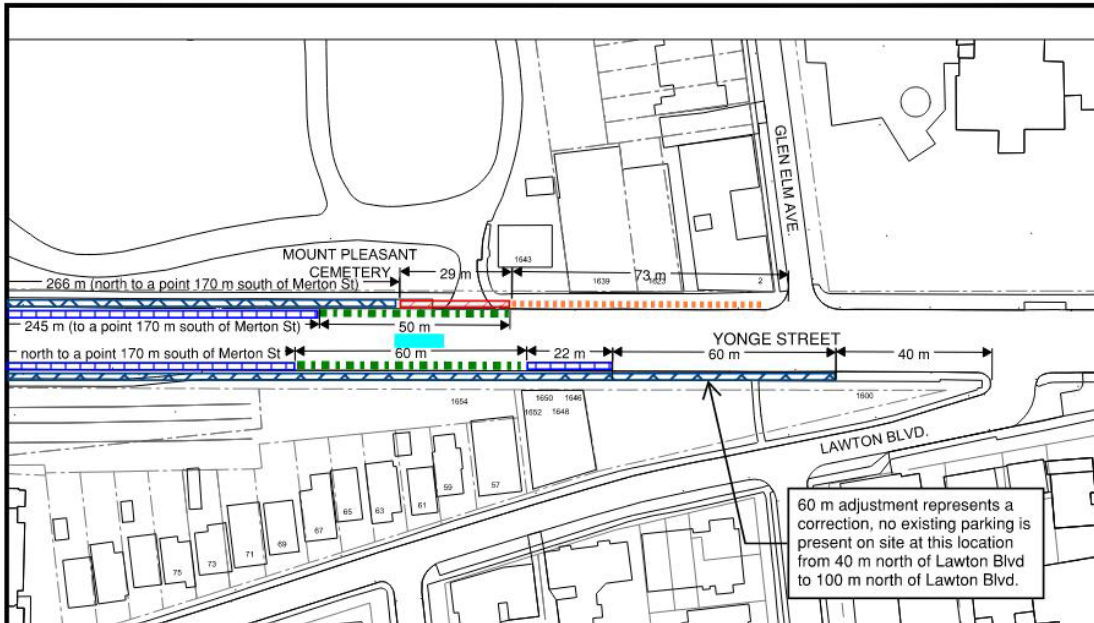 MOUNT PLEASANT
CEMETERY
29 m
1643
73 m
1639
1623
2
GLEN ELM AVE.
266 m (north to a point 170 m south of Merton St)
245 m (to a point 170 m south of Merton St)
50 m
YONGE STREET
north to a point 170 m south of Merton St
60 m
22 m
60 m
40 m
1654
1650
1646
1652
1648
1600
LAWTON BLVD.
57
59
61
63
65
67
69
71
73
75
60 m adjustment represents a
correction, no existing parking is
present on site at this location
from 40 m north of Lawton Blvd
to 100 m north of Lawton Blvd.